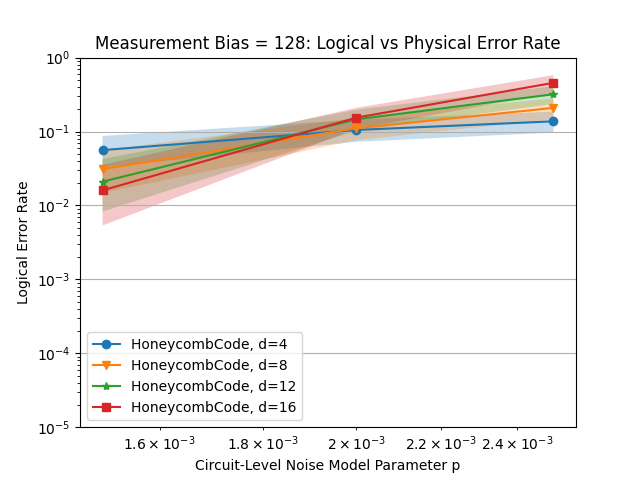 Measurement Bias = 128: Logical vs Physical Error Rate
Logical Error Rate
10⁰
10⁻¹
10⁻²
10⁻³
10⁻⁴
10⁻⁵
HoneycombCode, d=4
HoneycombCode, d=8
HoneycombCode, d=12
HoneycombCode, d=16
1.6 × 10⁻³ 1.8 × 10⁻³ 2 × 10⁻³ 2.2 × 10⁻³ 2.4 × 10⁻³
Circuit-Level Noise Model Parameter p